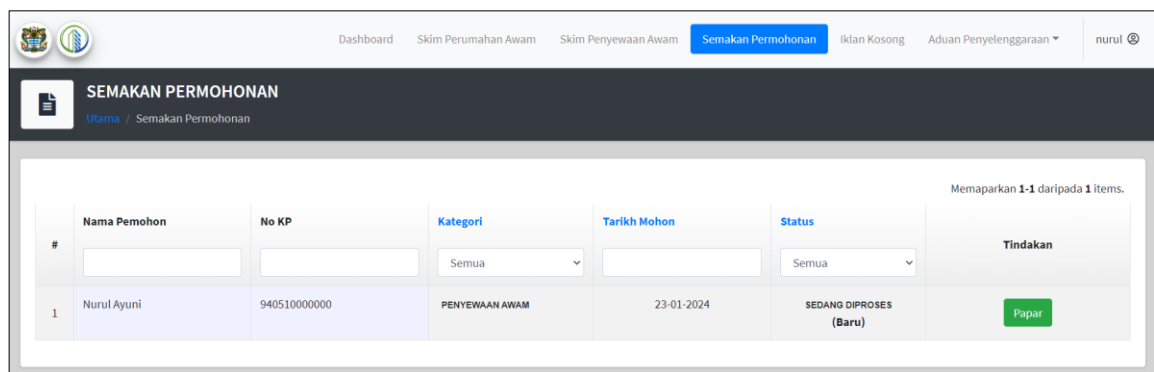 Dashboard Skim Perumahan Awam Skim Penyewaan Awam Semakan Permohonan Iklan Kosong Aduan Penyelenggaraan nurul
SEMAKAN PERMOHONAN
Utama / Semakan Permohonan
Memaparkan 1-1 daripada 1 items.
# Nama Pemohon No KP Kategori Tarikh Mohon Status Tindakan
Semua Semua
1 Nurul Ayuni 940510000000 PENYEWAAN AWAM 23-01-2024 SEDANG DIPROSES Papar
(Baru)